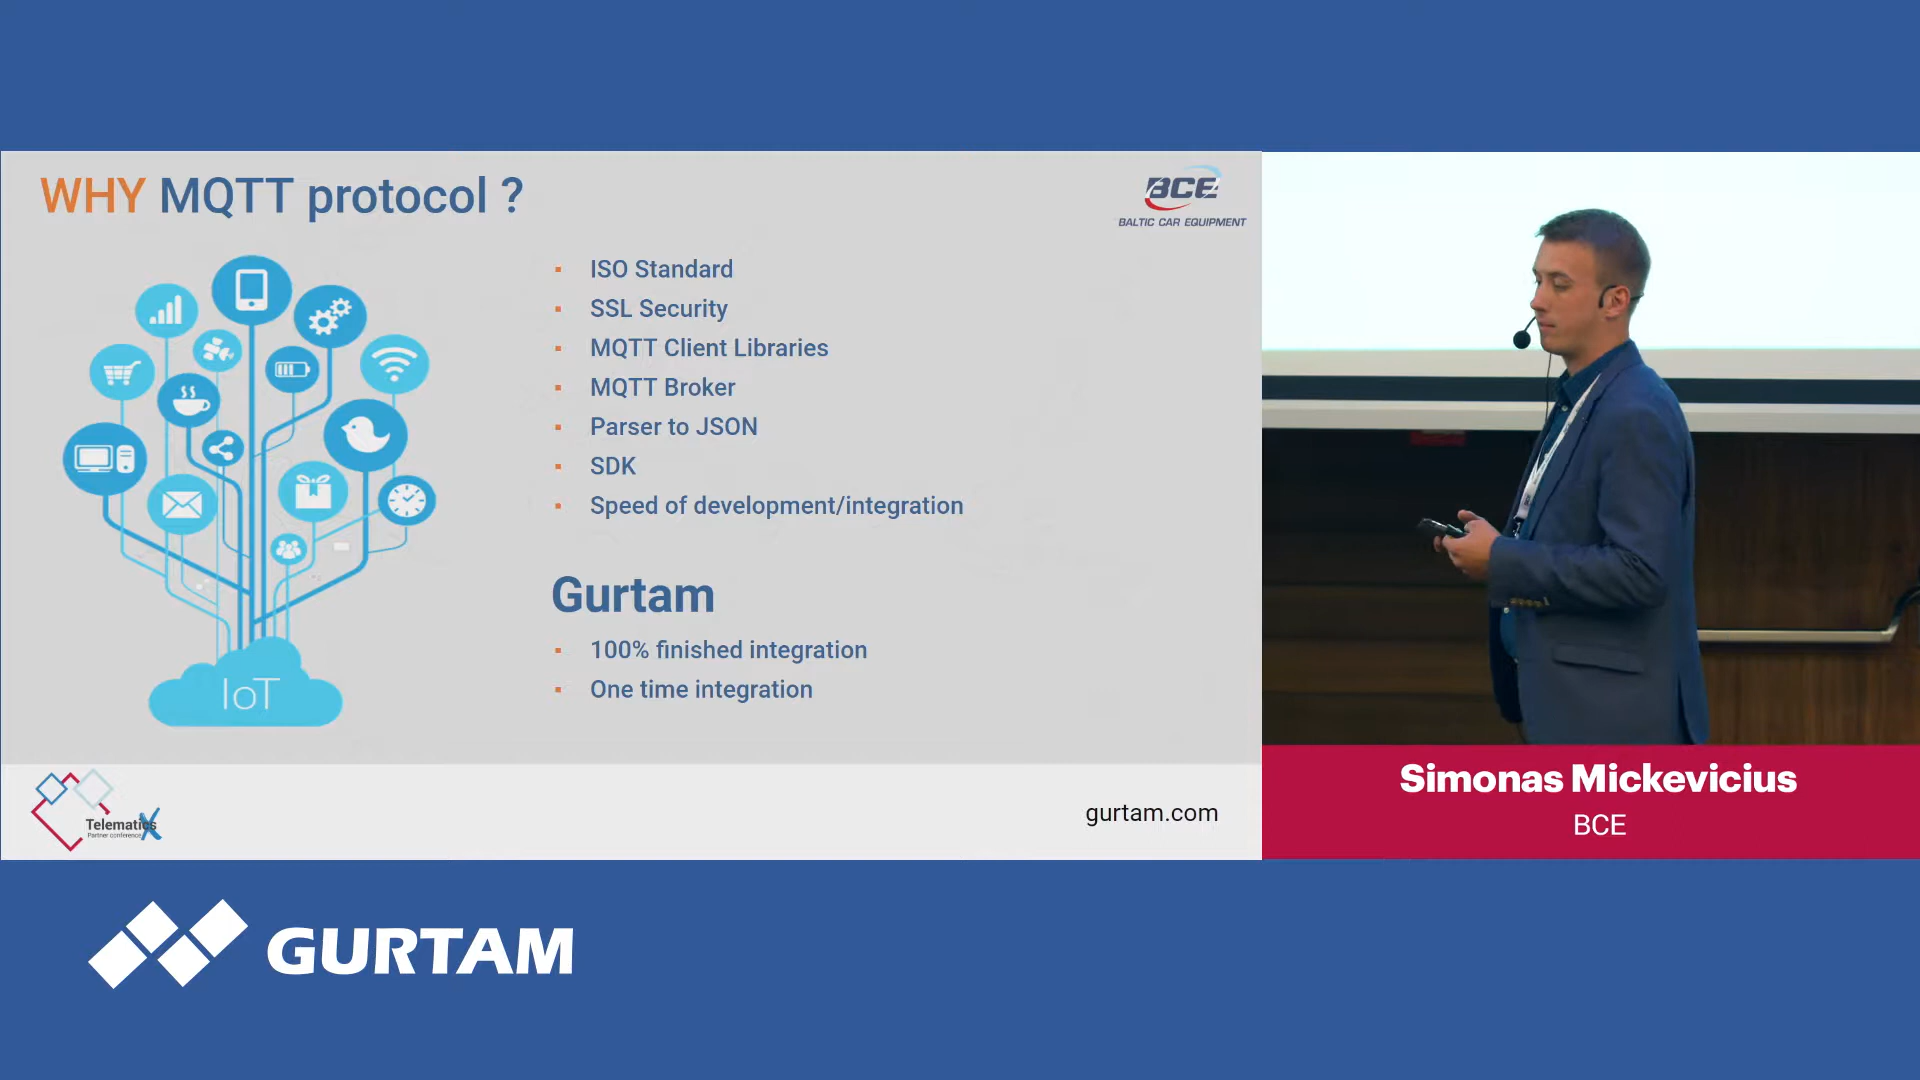 WHY MQTT protocol ?
BCE
BALTIC CAR EQUIPMENT
▪ ISO Standard
▪ SSL Security
▪ MQTT Client Libraries
▪ MQTT Broker
▪ Parser to JSON
▪ SDK
▪ Speed of development/integration
Gurtam
▪ 100% finished integration
▪ One time integration
IoT
Telematics X
Partner conference
gurtam.com
Simonas Mickevicius
BCE
GURTAM